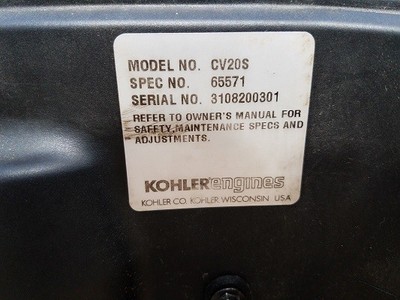 MODEL NO. CV20S
SPEC NO. 65571
SERIAL NO. 3108200301
REFER TO OWNER'S MANUAL FOR
SAFETY,MAINTENANCE SPECS AND
ADJUSTMENTS.
KOHLERengines
KOHLER CO. KOHLER WISCONSIN USA